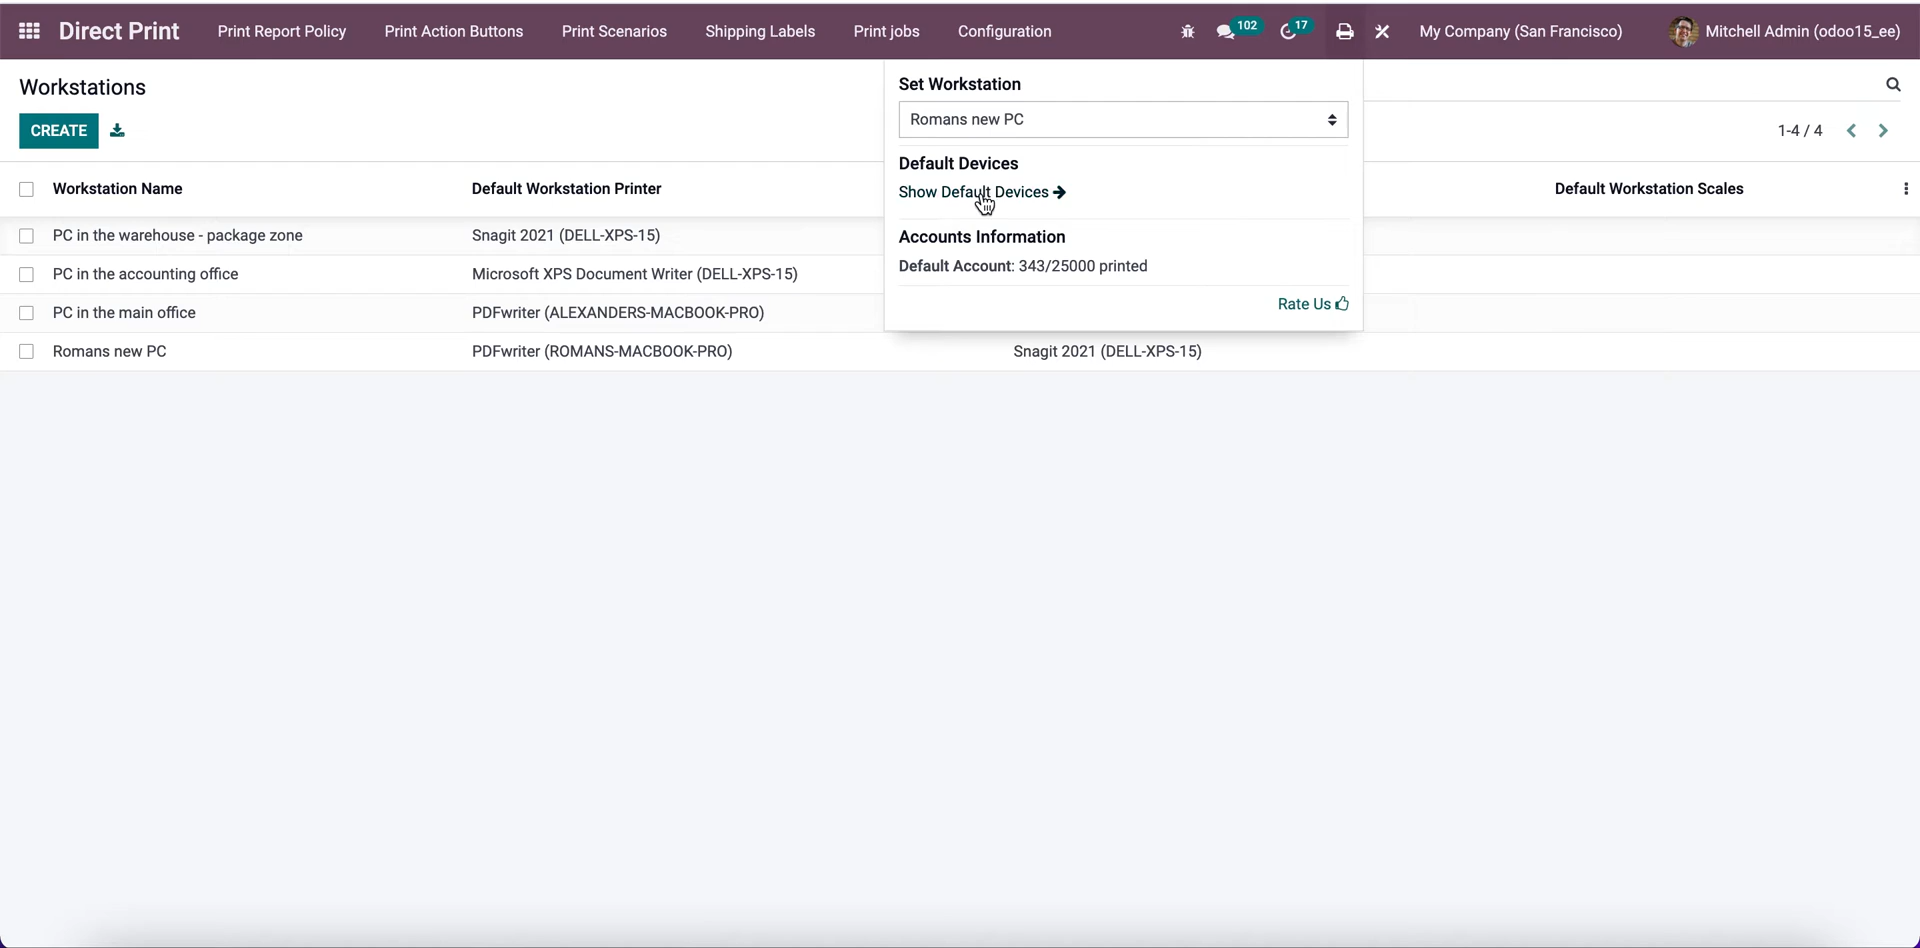 Direct Print Print Report Policy Print Action Buttons Print Scenarios Shipping Labels Print jobs Configuration 102 17 My Company (San Francisco) Mitchell Admin (odoo15_ee)
Workstations
CREATE
1-4 / 4
Set Workstation
Romans new PC
Default Devices
Show Default Devices
Accounts Information
Default Account: 343/25000 printed
Rate Us
Workstation Name Default Workstation Printer Default Workstation Scales
PC in the warehouse - package zone Snagit 2021 (DELL-XPS-15)
PC in the accounting office Microsoft XPS Document Writer (DELL-XPS-15)
PC in the main office PDFwriter (ALEXANDERS-MACBOOK-PRO)
Romans new PC PDFwriter (ROMANS-MACBOOK-PRO) Snagit 2021 (DELL-XPS-15)